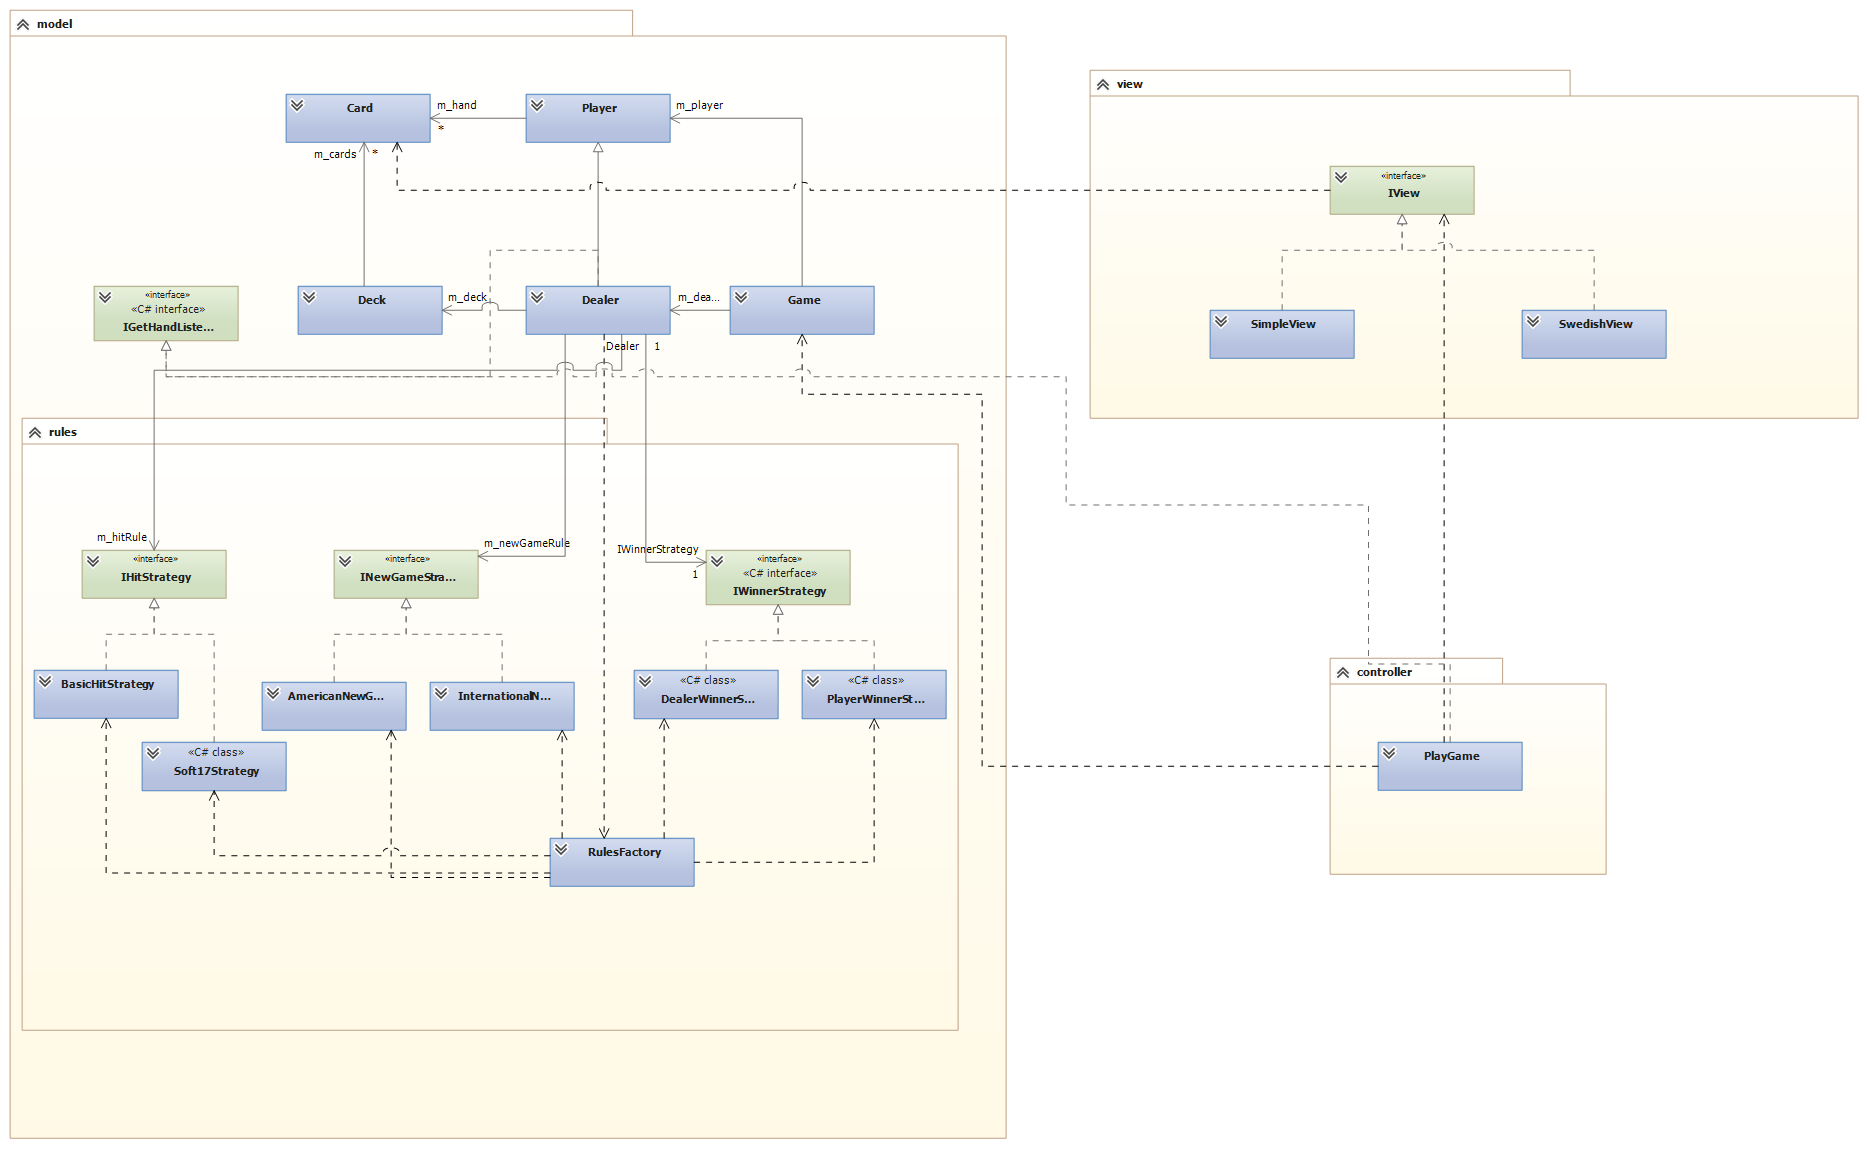 model
view
Card
m_hand
*
Player
m_player
m_cards
*
«interface»
IView
«interface»
«C# interface»
IGetHandListe...
Deck
m_deck
Dealer
m_dea...
Game
SimpleView
SwedishView
Dealer
1
rules
m_hitRule
m_newGameRule
IWinnerStrategy
1
«interface»
IHitStrategy
«interface»
INewGameStra...
«interface»
«C# interface»
IWinnerStrategy
BasicHitStrategy
AmericanNewG...
InternationalN...
«C# class»
DealerWinnerS...
«C# class»
PlayerWinnerSt...
controller
«C# class»
Soft17Strategy
PlayGame
RulesFactory